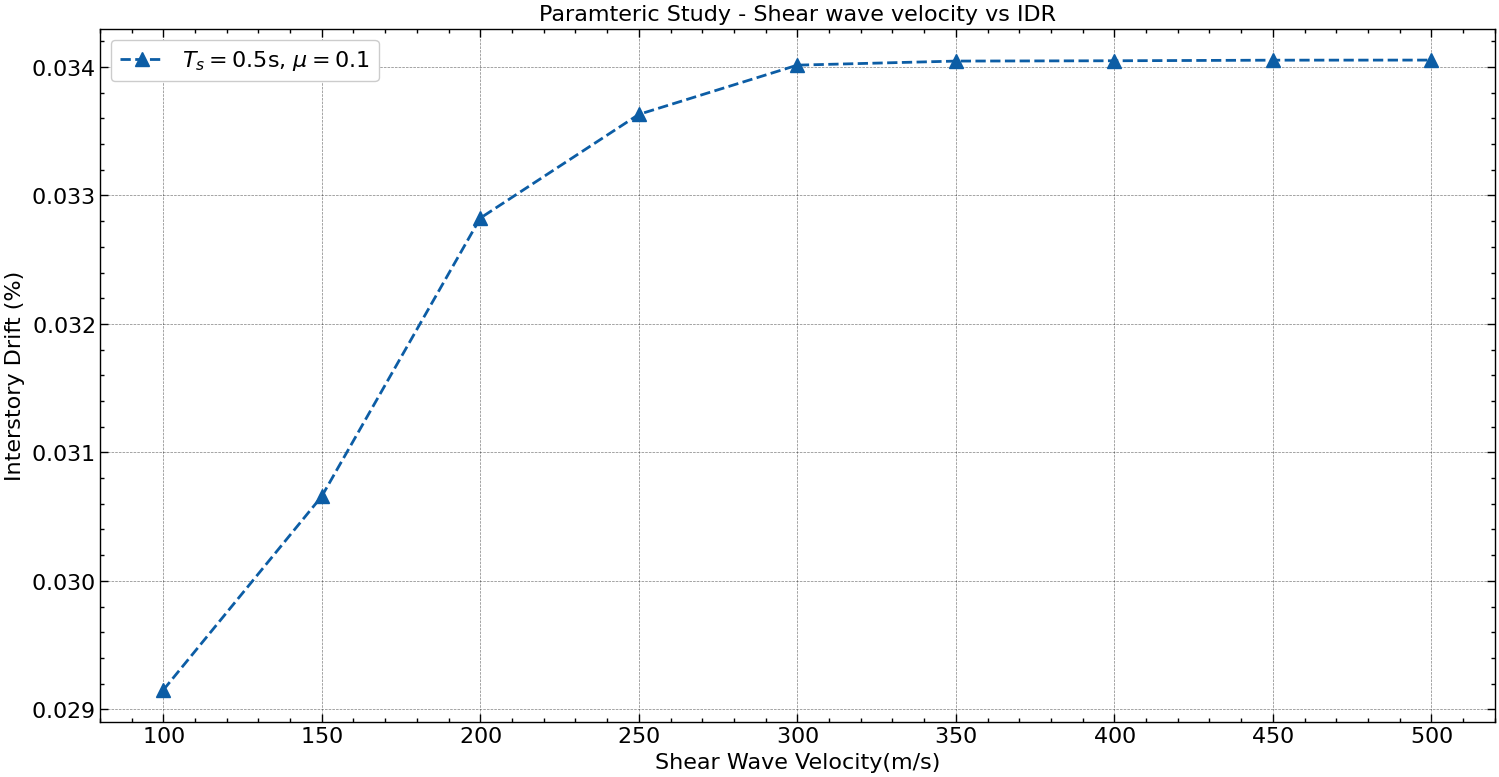 Paramteric Study - Shear wave velocity vs IDR
T_s = 0.5s, μ = 0.1
Interstory Drift (%)
0.034
0.033
0.032
0.031
0.030
0.029
100 150 200 250 300 350 400 450 500
Shear Wave Velocity(m/s)